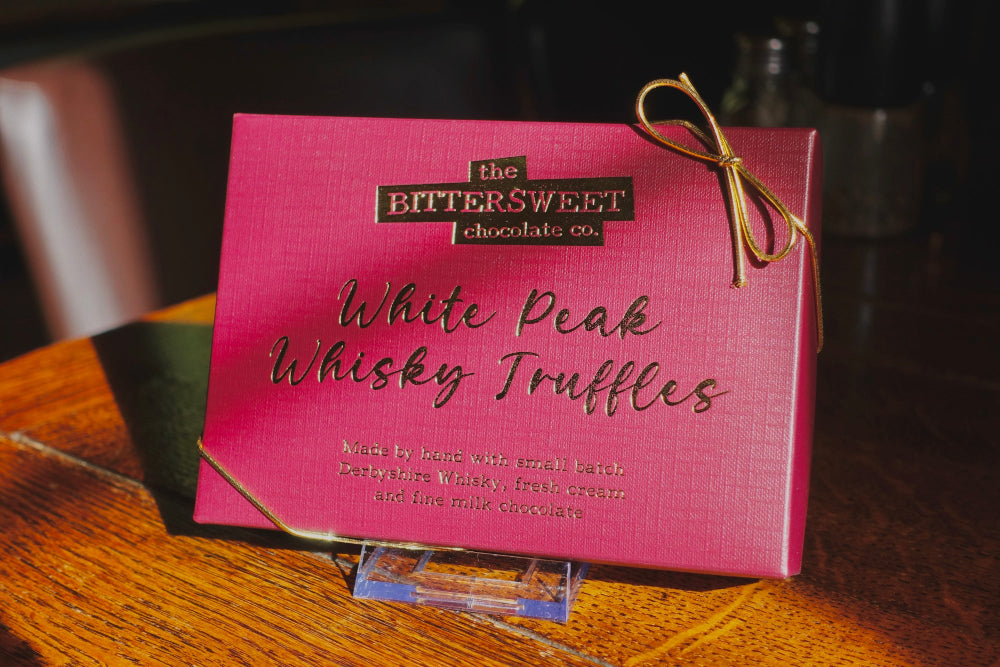 the
BITTERSWEET
chocolate co.
White Peak
Whisky Truffles
Made by hand with small batch
Derbyshire Whisky, fresh cream
and fine milk chocolate